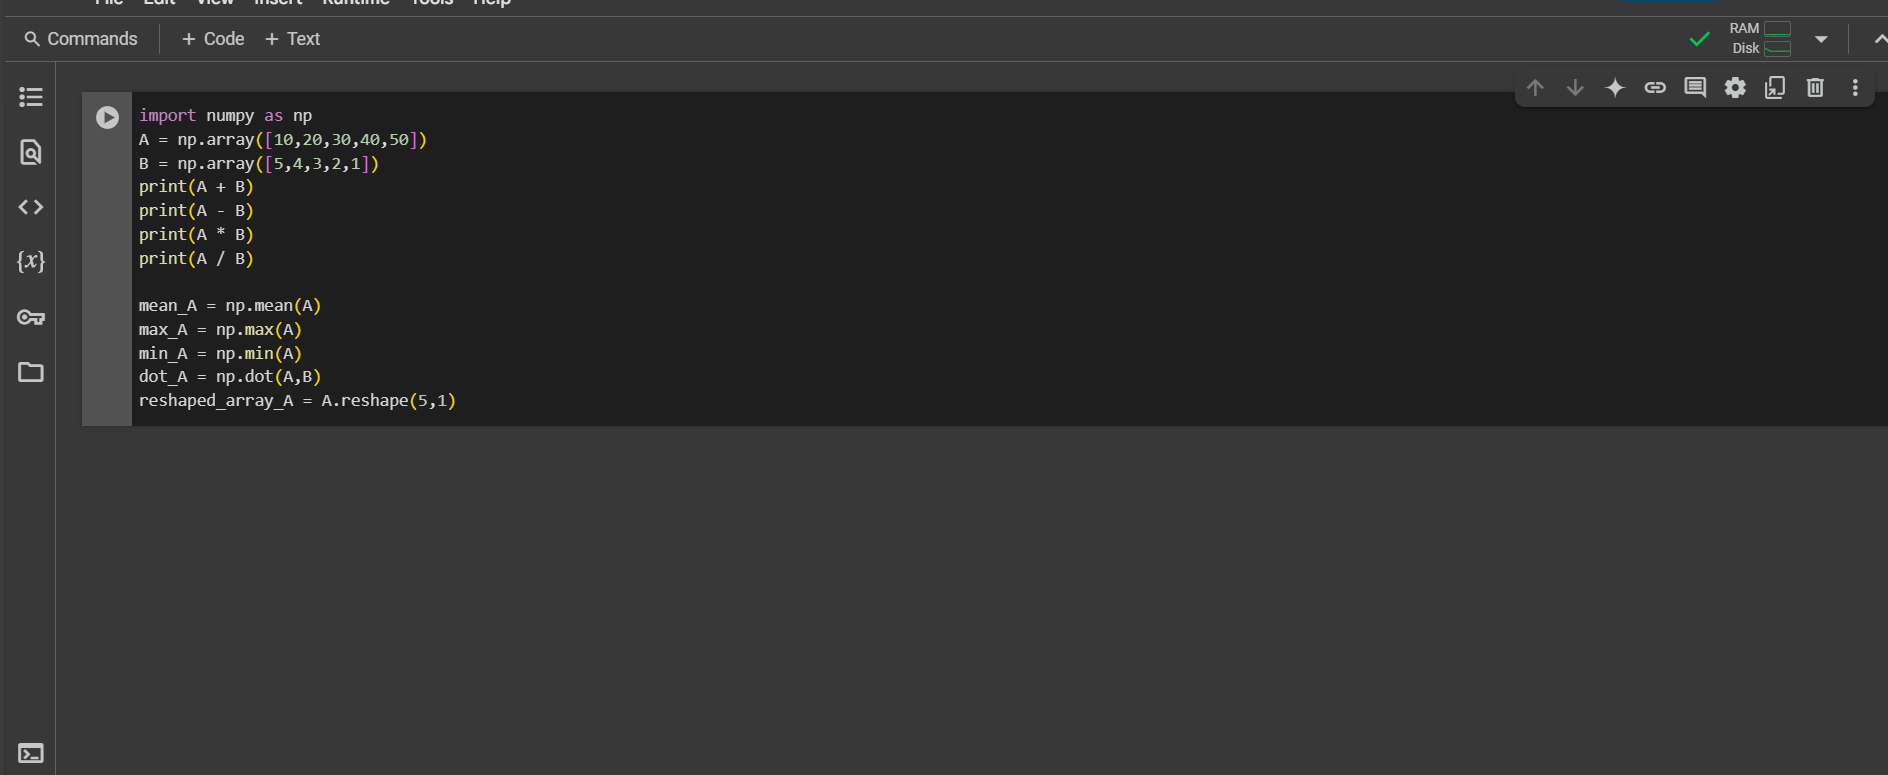 File Edit View Insert Runtime Tools Help
Commands + Code + Text
RAM
Disk
import numpy as np
A = np.array([10,20,30,40,50])
B = np.array([5,4,3,2,1])
print(A + B)
print(A - B)
print(A * B)
print(A / B)
mean_A = np.mean(A)
max_A = np.max(A)
min_A = np.min(A)
dot_A = np.dot(A,B)
reshaped_array_A = A.reshape(5,1)
{x}